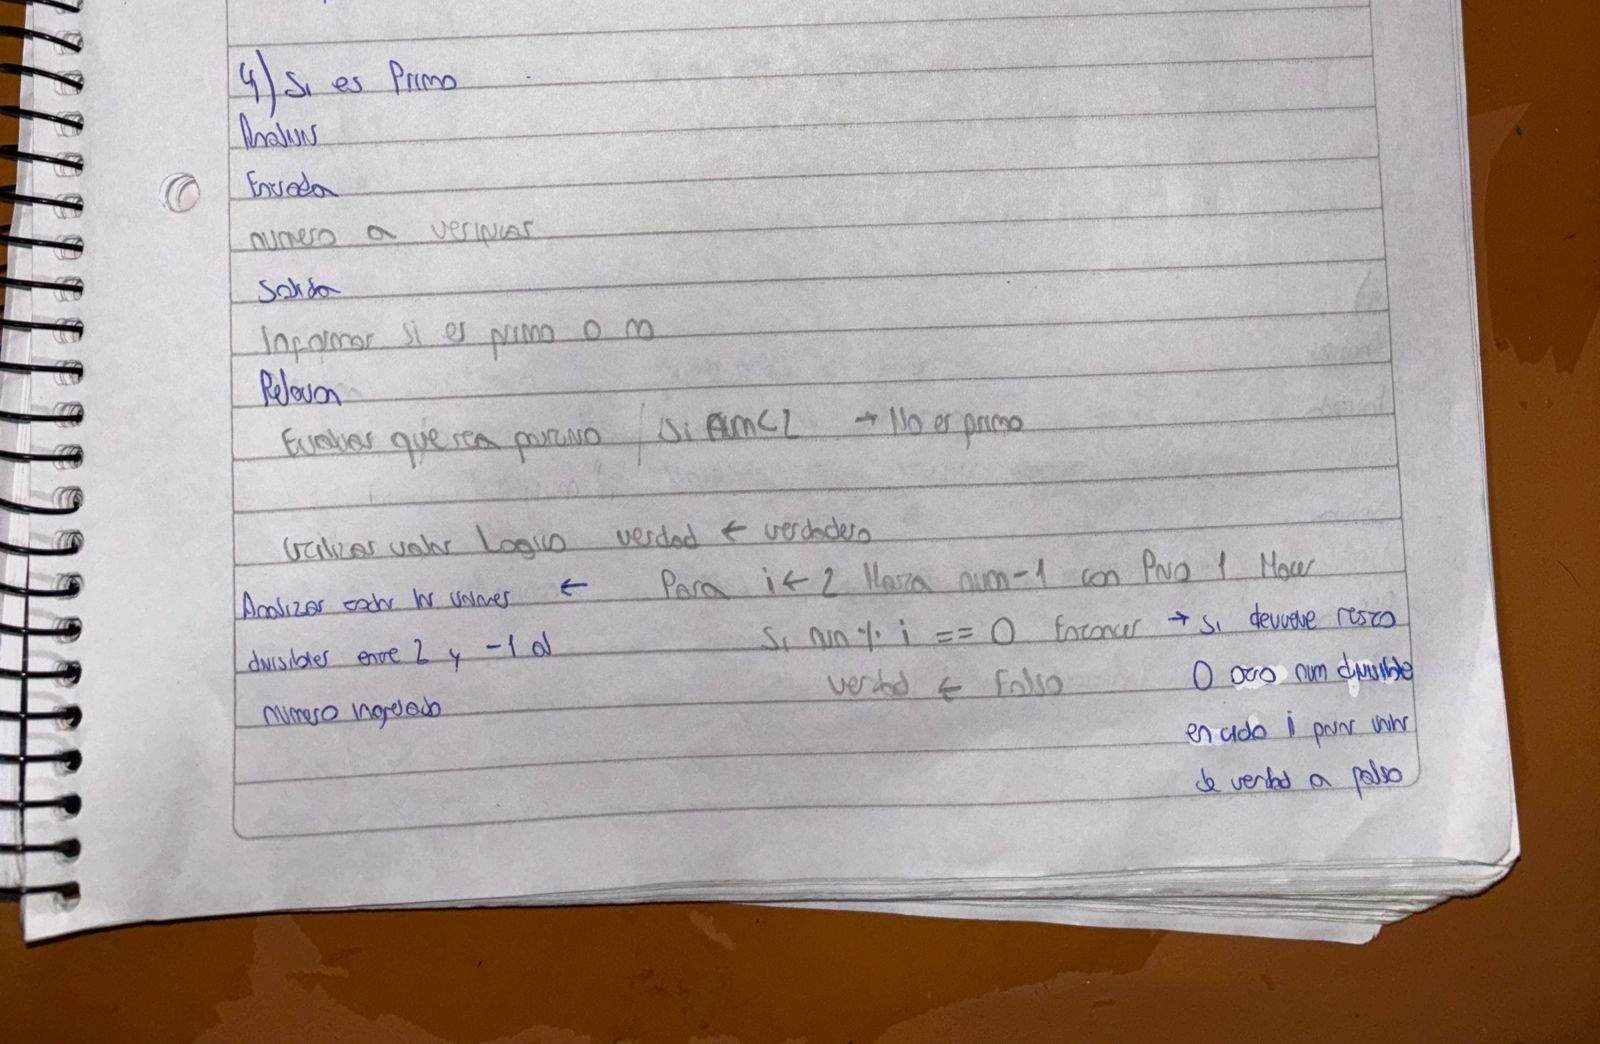 4) Si es Primo
Analisis
Entrada
numero a verificar
Salida
Informar si es primo o no
Relacion
Evaluar que sea positivo / Si num<2 → No es primo
Utilizar valor Logico verdad ← verdadero
Analizar todos los valores ← Para i ← 2 Hasta num-1 con Paso 1 Hacer
divisibles entre 2 y -1 al Si num % i == 0 Entonces → si devuelve resto
numero ingresado verdad ← Falso 0 otro num divisible
en cada i pasar valor
de verdad a falso